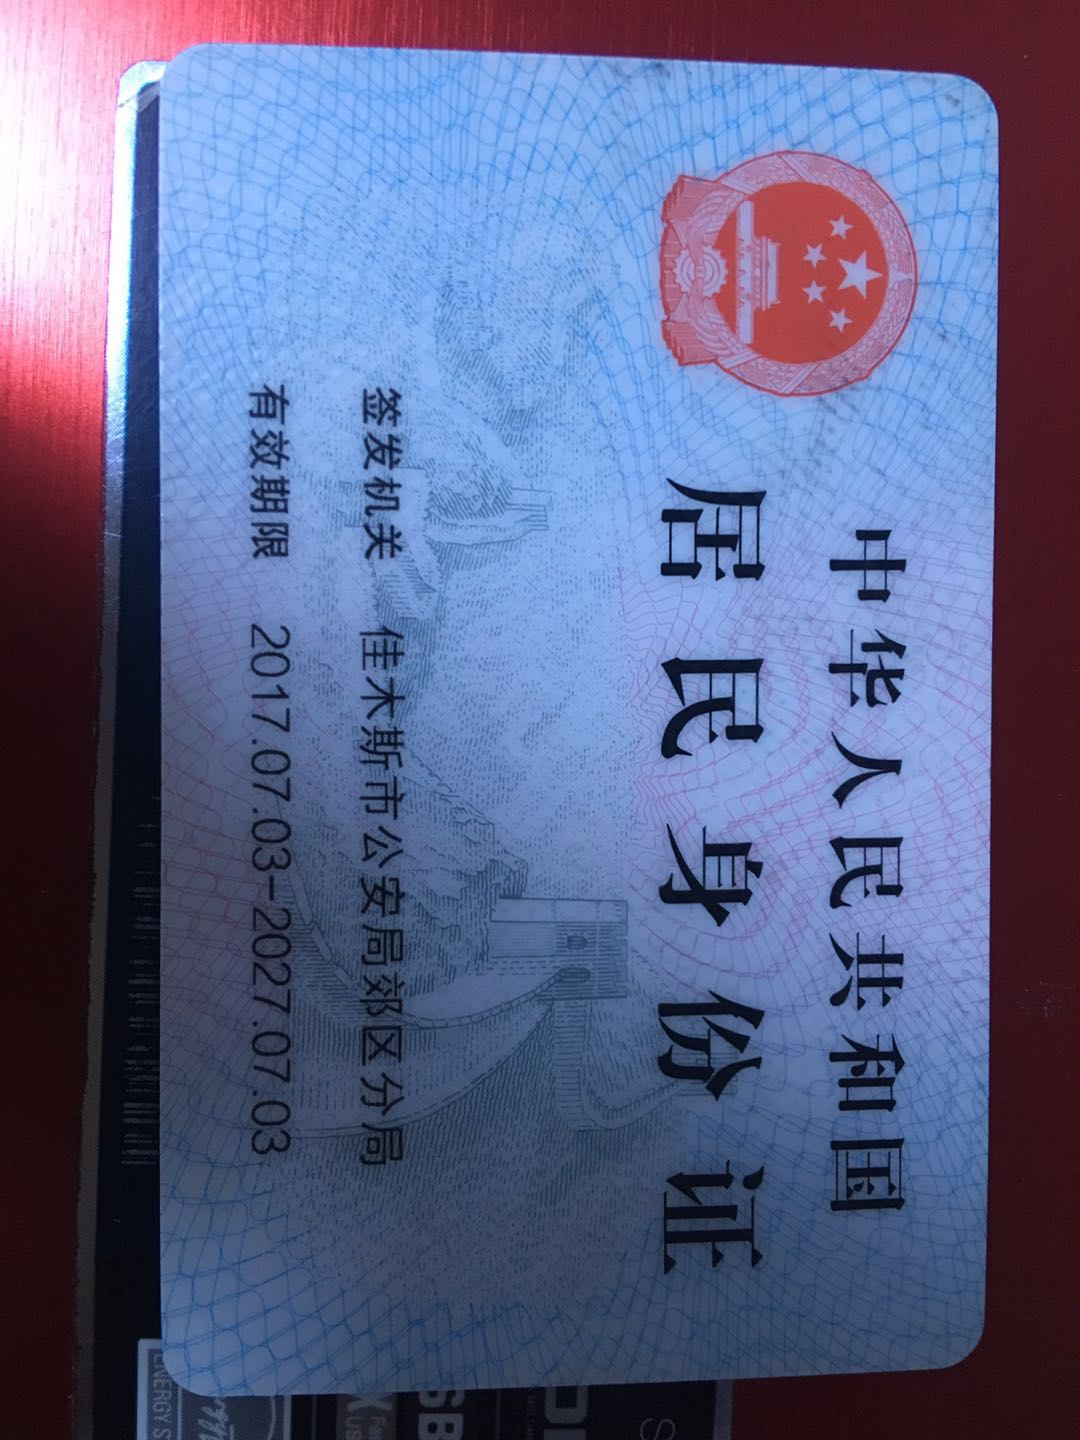 中华人民共和国
居民身份证
签发机关 佳木斯市公安局郊区分局
有效期限 2017.07.03-2027.07.03
ENERGY S